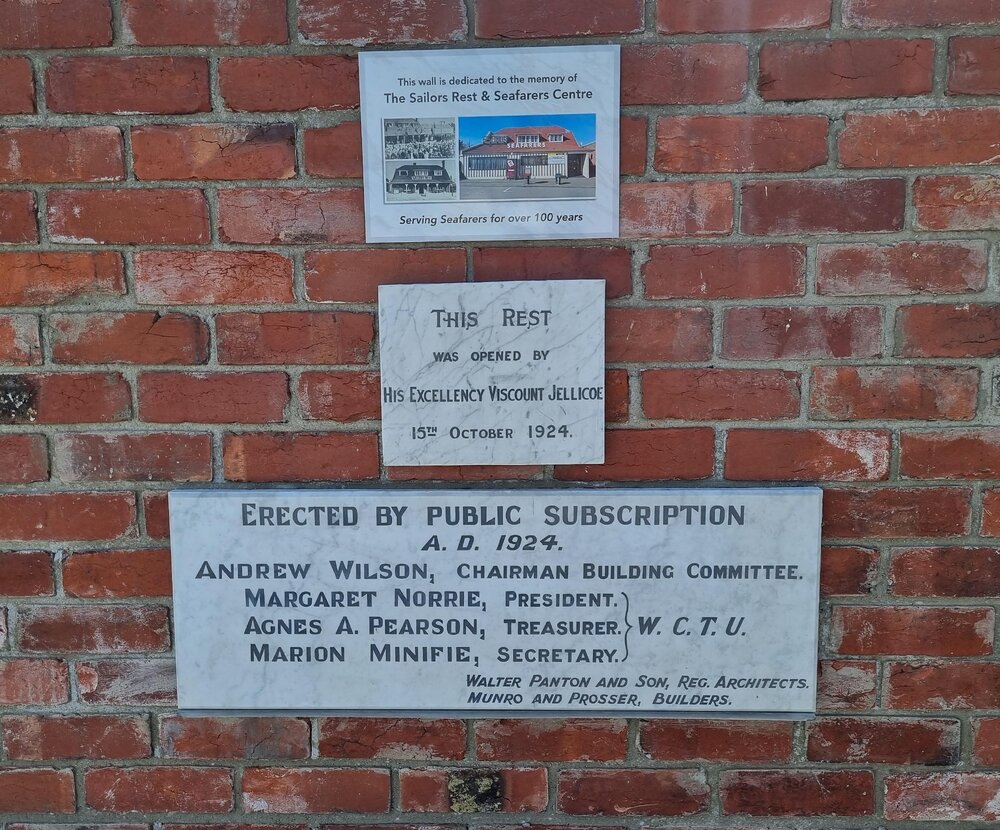 This wall is dedicated to the memory of
The Sailors Rest & Seafarers Centre
SEAFARERS
Serving Seafarers for over 100 years
THIS REST
WAS OPENED BY
HIS EXCELLENCY VISCOUNT JELLICOE
15TH OCTOBER 1924.
ERECTED BY PUBLIC SUBSCRIPTION
A. D. 1924.
ANDREW WILSON, CHAIRMAN BUILDING COMMITTEE.
MARGARET NORRIE, PRESIDENT.
AGNES A. PEARSON, TREASURER. W. C. T. U.
MARION MINIFIE, SECRETARY.
WALTER PANTON AND SON, REG. ARCHITECTS.
MUNRO AND PROSSER, BUILDERS.